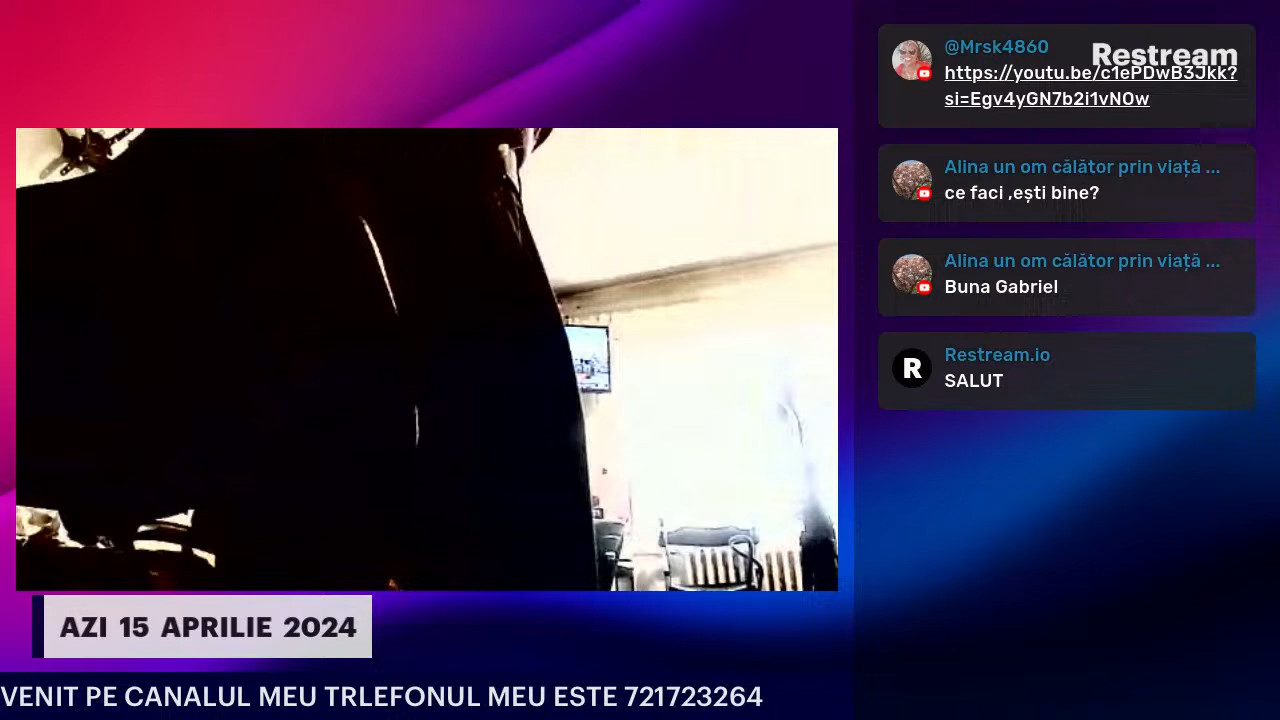 @Mrsk4860
Restream
https://youtu.be/c1ePDwB3Jkk?
si=Egv4yGN7b2i1vNOw
Alina un om călător prin viață ...
ce faci ,ești bine?
Alina un om călător prin viață ...
Buna Gabriel
R
Restream.io
SALUT
AZI 15 APRILIE 2024
VENIT PE CANALUL MEU TRLEFONUL MEU ESTE 721723264